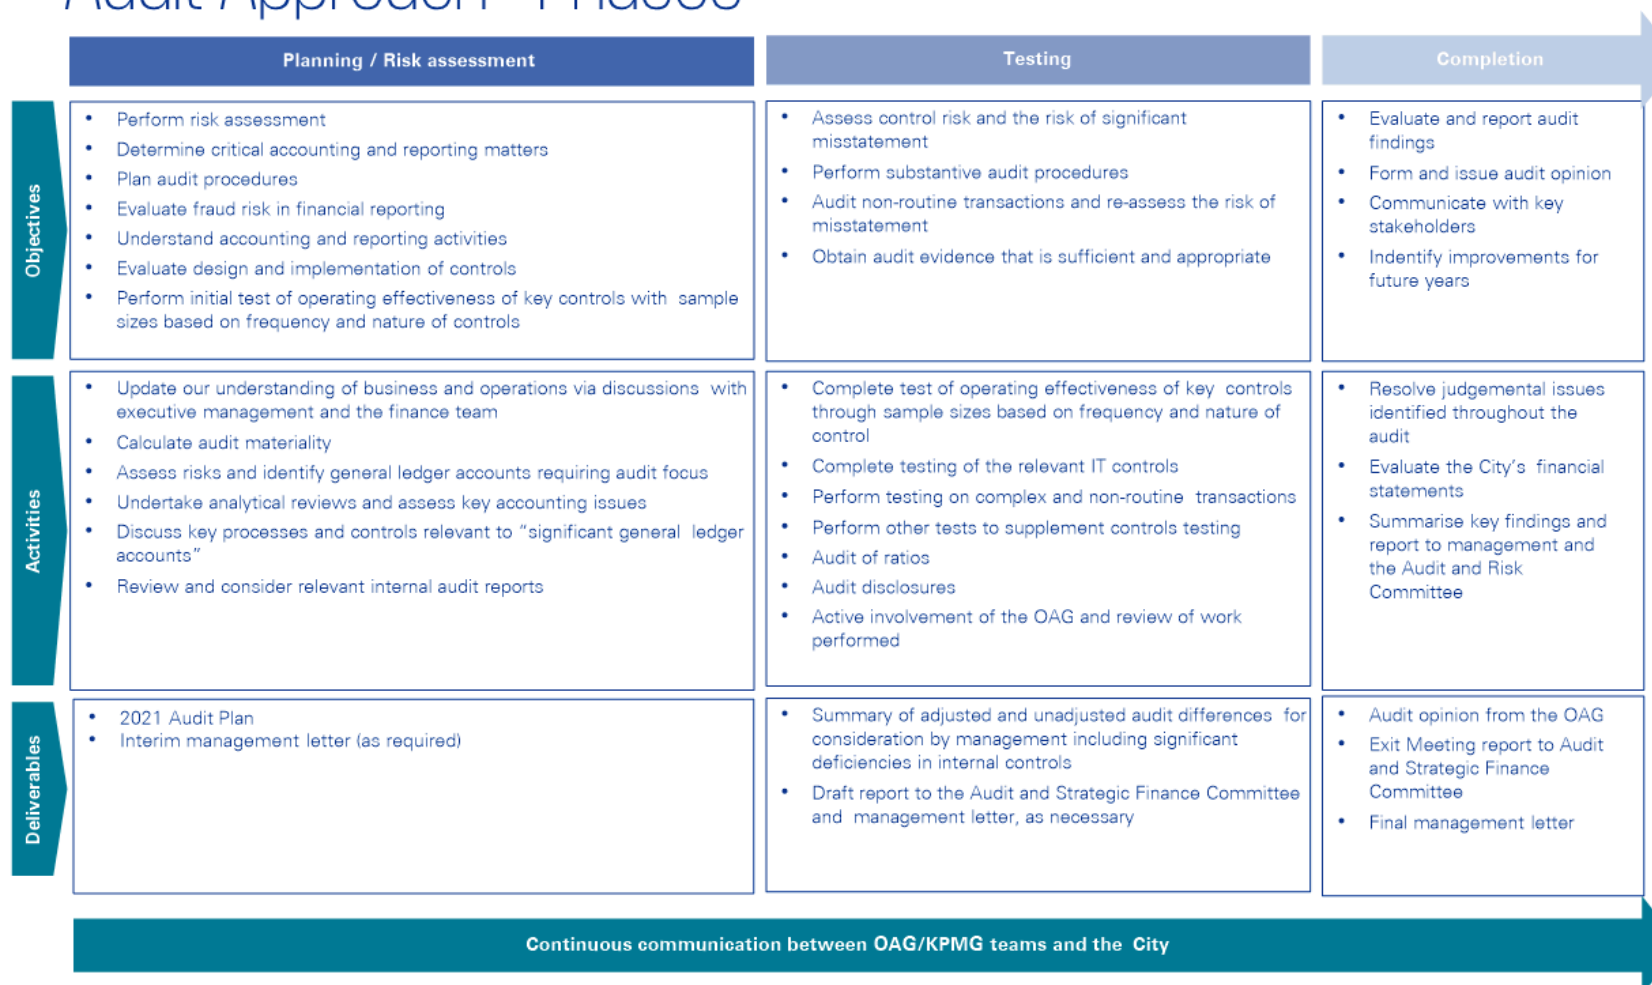 Audit Approach - Phases
Planning / Risk assessment
Testing
Completion
Objectives
• Perform risk assessment
• Determine critical accounting and reporting matters
• Plan audit procedures
• Evaluate fraud risk in financial reporting
• Understand accounting and reporting activities
• Evaluate design and implementation of controls
• Perform initial test of operating effectiveness of key controls with sample
sizes based on frequency and nature of controls
• Assess control risk and the risk of significant
misstatement
• Perform substantive audit procedures
• Audit non-routine transactions and re-assess the risk of
misstatement
• Obtain audit evidence that is sufficient and appropriate
• Evaluate and report audit
findings
• Form and issue audit opinion
• Communicate with key
stakeholders
• Indentify improvements for
future years
Activities
• Update our understanding of business and operations via discussions with
executive management and the finance team
• Calculate audit materiality
• Assess risks and identify general ledger accounts requiring audit focus
• Undertake analytical reviews and assess key accounting issues
• Discuss key processes and controls relevant to “significant general ledger
accounts”
• Review and consider relevant internal audit reports
• Complete test of operating effectiveness of key controls
through sample sizes based on frequency and nature of
control
• Complete testing of the relevant IT controls
• Perform testing on complex and non-routine transactions
• Perform other tests to supplement controls testing
• Audit of ratios
• Audit disclosures
• Active involvement of the OAG and review of work
performed
• Resolve judgemental issues
identified throughout the
audit
• Evaluate the City’s financial
statements
• Summarise key findings and
report to management and
the Audit and Risk
Committee
Deliverables
• 2021 Audit Plan
• Interim management letter (as required)
• Summary of adjusted and unadjusted audit differences for
consideration by management including significant
deficiencies in internal controls
• Draft report to the Audit and Strategic Finance Committee
and management letter, as necessary
• Audit opinion from the OAG
• Exit Meeting report to Audit
and Strategic Finance
Committee
• Final management letter
Continuous communication between OAG/KPMG teams and the City